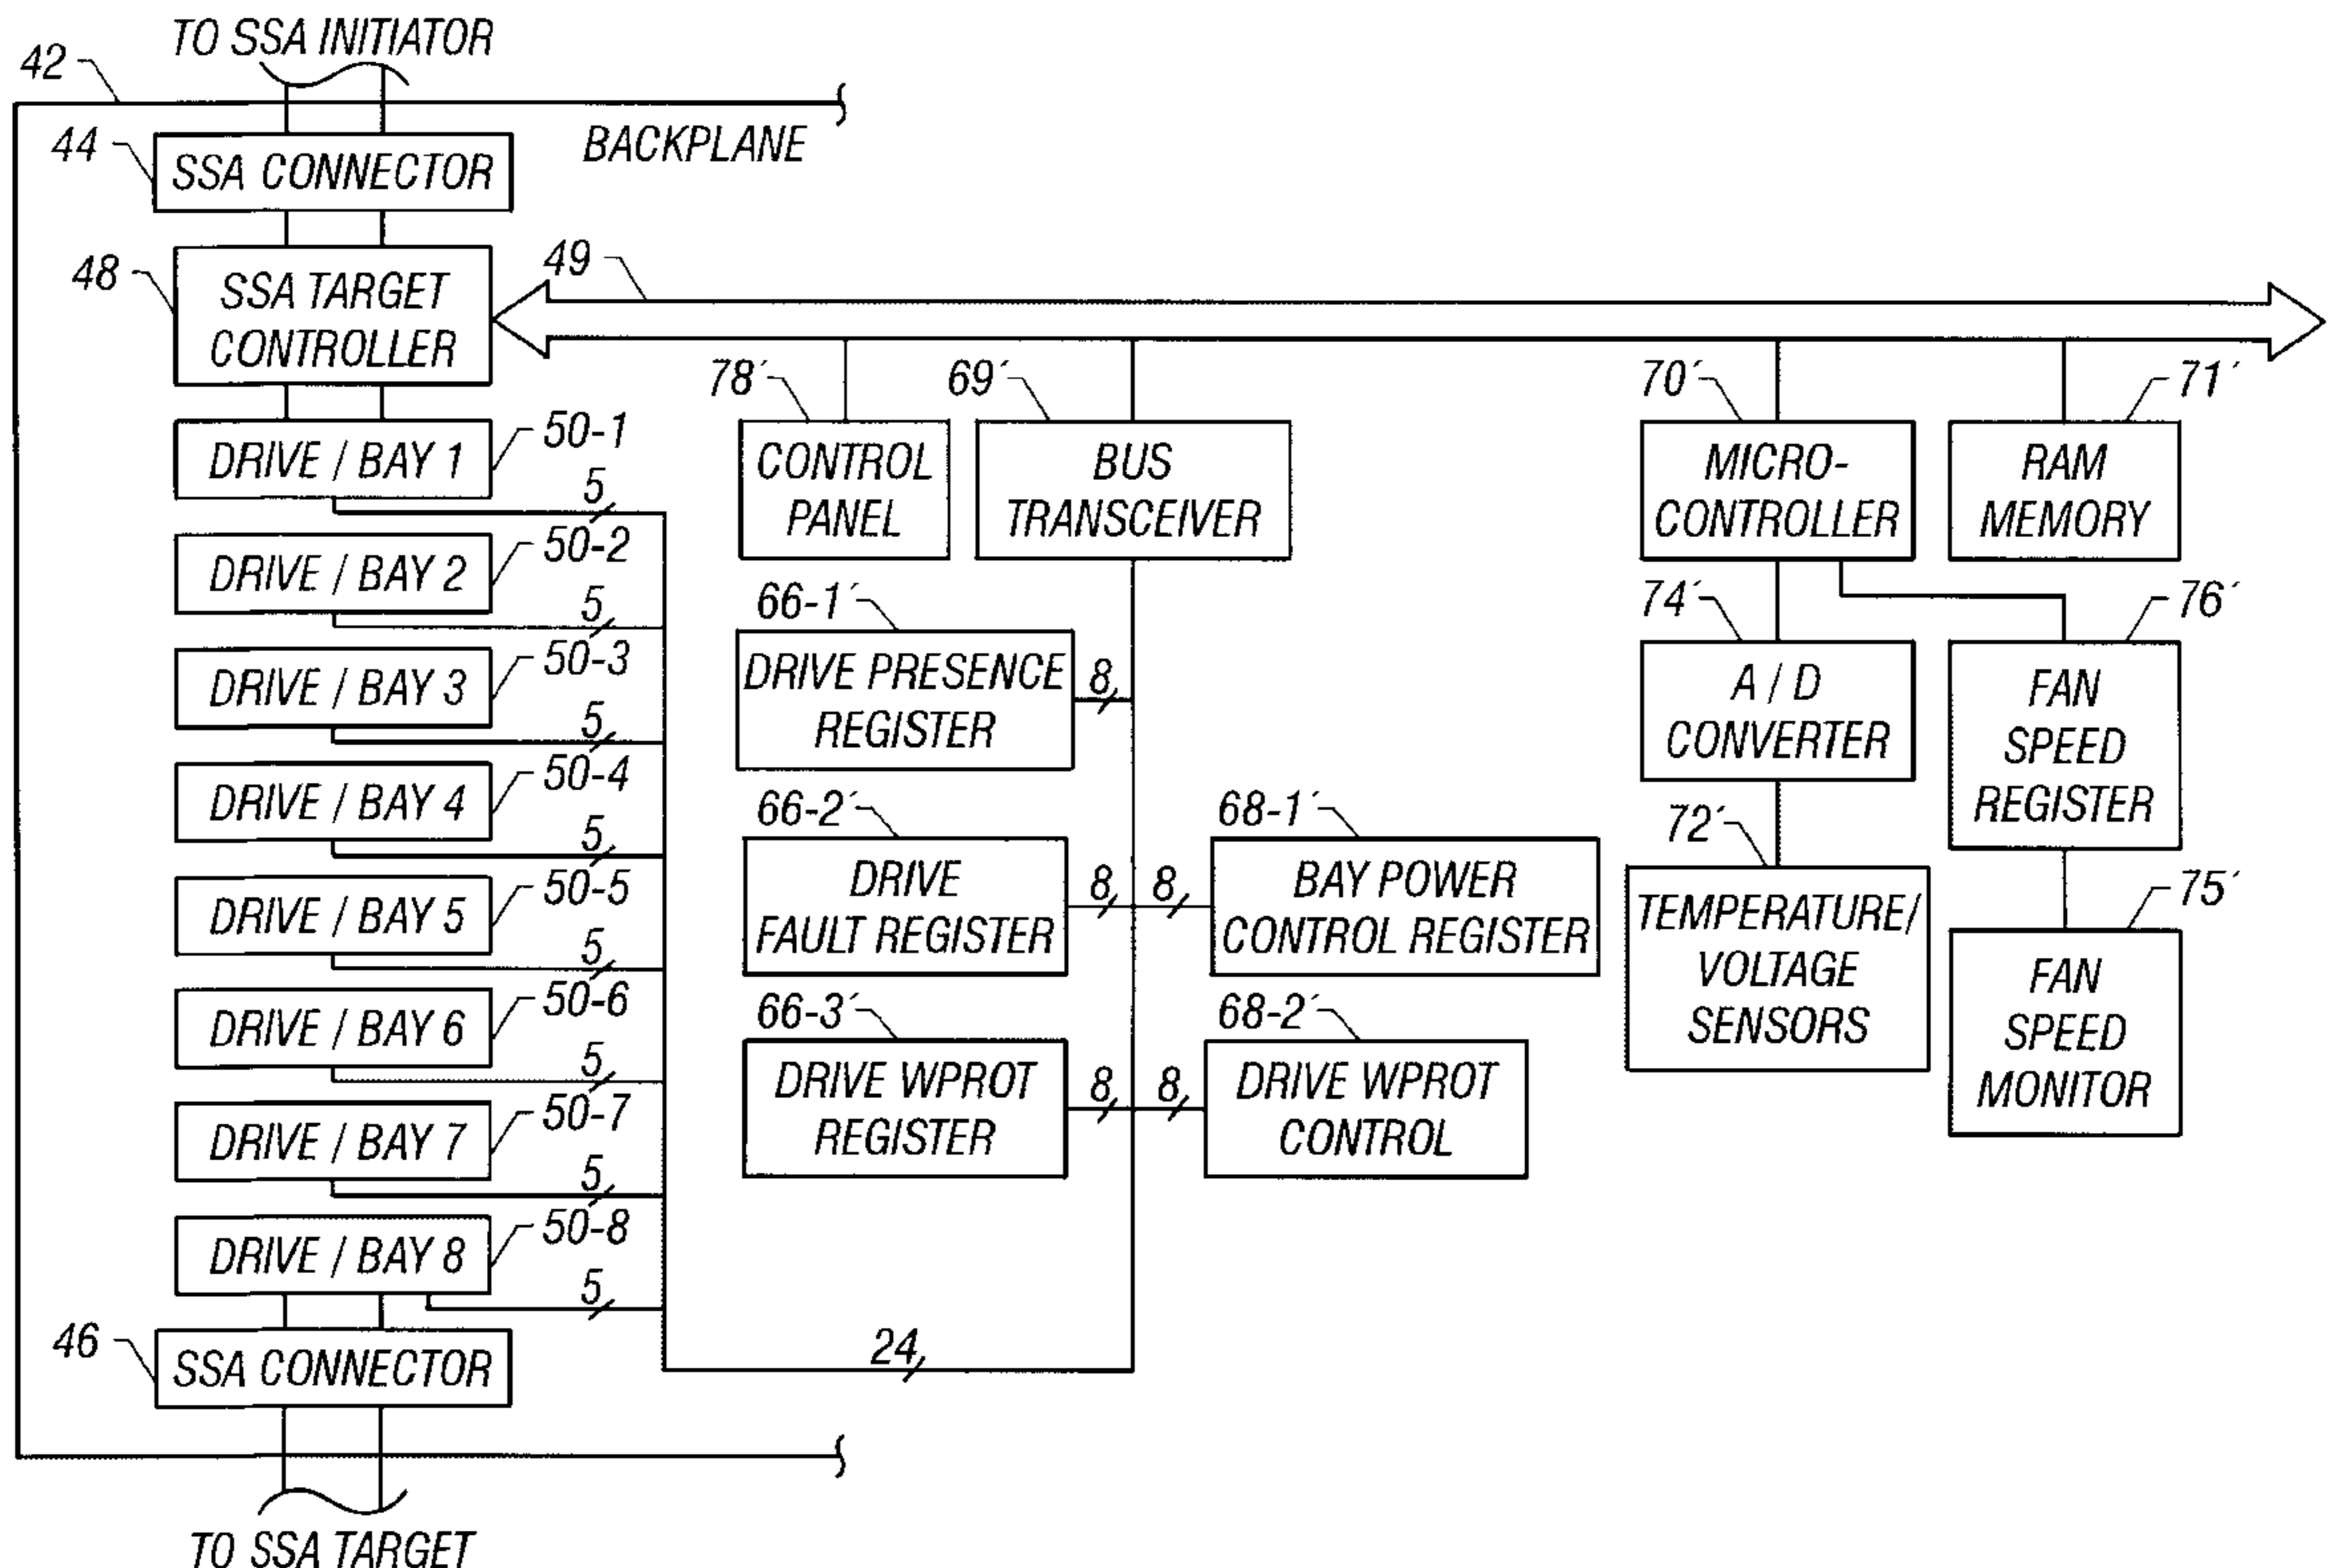 TO SSA INITIATOR
42
BACKPLANE
44
SSA CONNECTOR
48
SSA TARGET
CONTROLLER
49
50-1
DRIVE / BAY 1
5
50-2
DRIVE / BAY 2
5
50-3
DRIVE / BAY 3
5
50-4
DRIVE / BAY 4
5
50-5
DRIVE / BAY 5
5
50-6
DRIVE / BAY 6
5
50-7
DRIVE / BAY 7
5
50-8
DRIVE / BAY 8
5
46
SSA CONNECTOR
24
TO SSA TARGET
78´
CONTROL
PANEL
69´
BUS
TRANSCEIVER
66-1´
DRIVE PRESENCE
REGISTER
8
66-2´
DRIVE
FAULT REGISTER
8
8
68-1´
BAY POWER
CONTROL REGISTER
66-3´
DRIVE WPROT
REGISTER
8
8
68-2´
DRIVE WPROT
CONTROL
70´
MICRO-
CONTROLLER
71´
RAM
MEMORY
74´
A / D
CONVERTER
76´
FAN
SPEED
REGISTER
72´
TEMPERATURE/
VOLTAGE
SENSORS
75´
FAN
SPEED
MONITOR